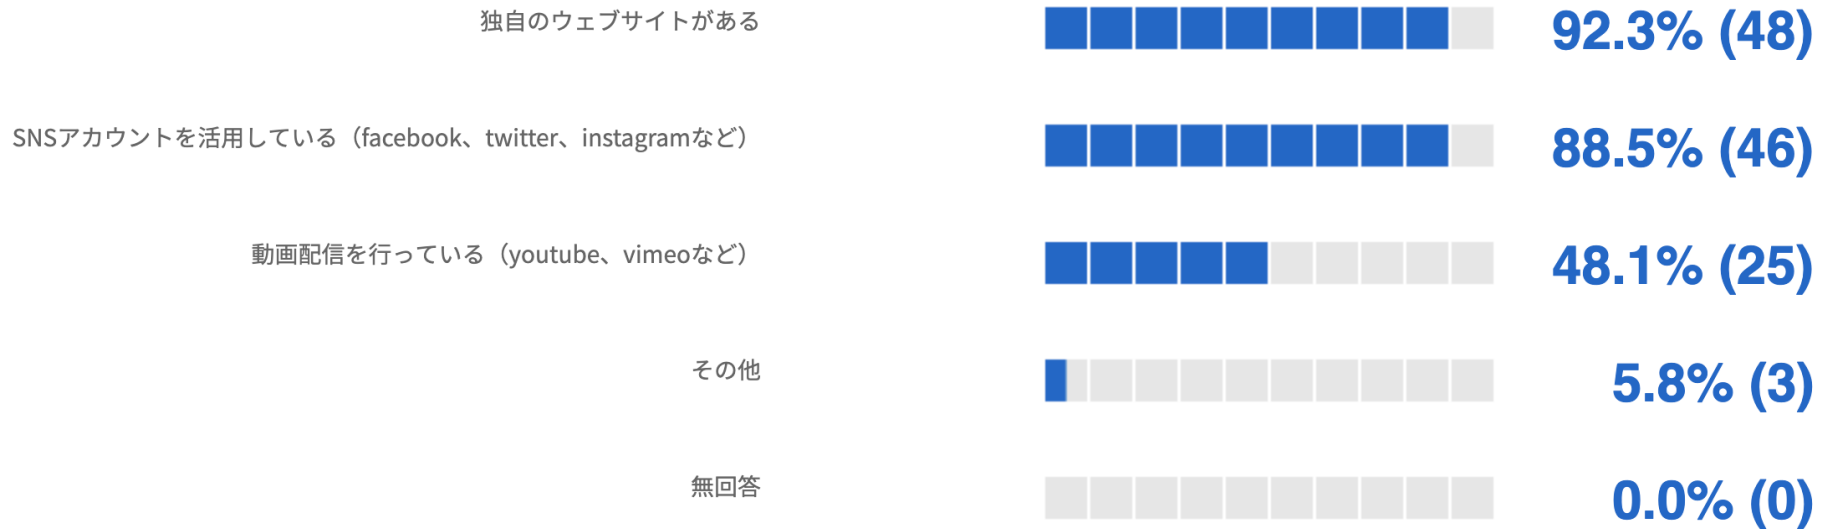 独自のウェブサイトがある 92.3% (48)
SNSアカウントを活用している（facebook、twitter、instagramなど） 88.5% (46)
動画配信を行っている（youtube、vimeoなど） 48.1% (25)
その他 5.8% (3)
無回答 0.0% (0)